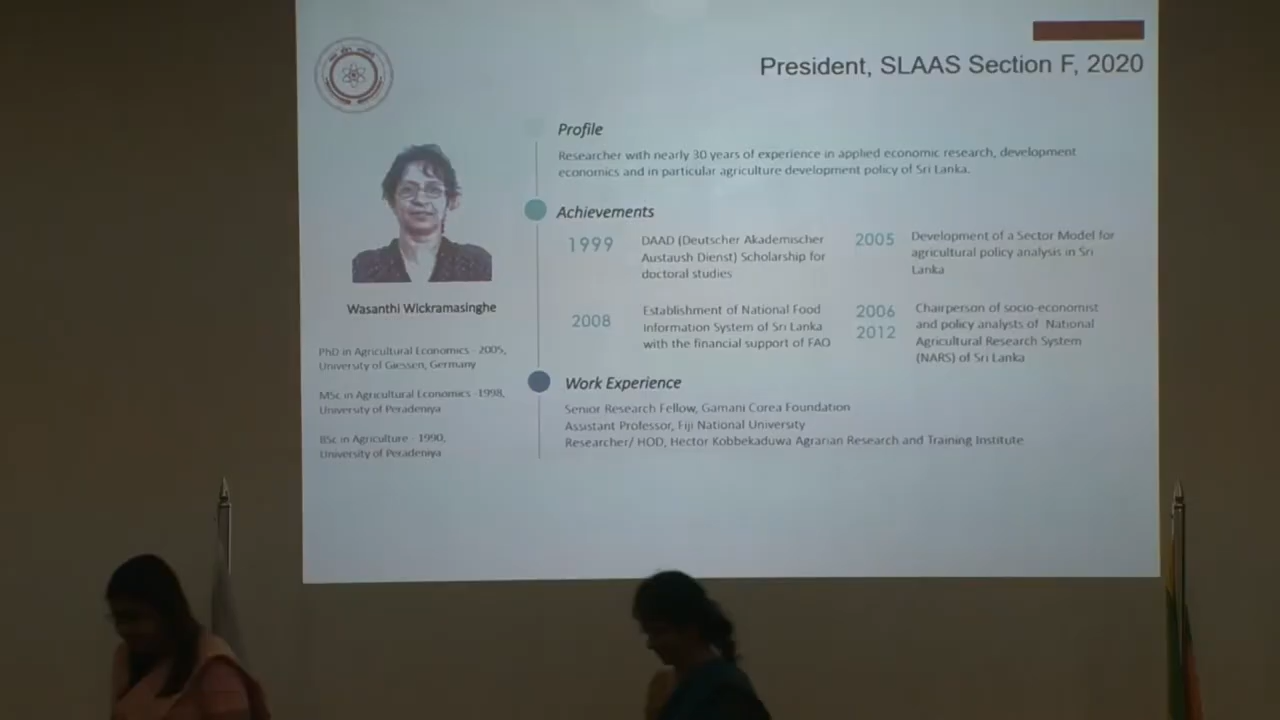 President, SLAAS Section F, 2020
Profile
Researcher with nearly 30 years of experience in applied economic research, development
economics and in particular agriculture development policy of Sri Lanka.
Achievements
1999
DAAD (Deutscher Akademischer
Austaush Dienst) Scholarship for
doctoral studies
2005
Development of a Sector Model for
agricultural policy analysis in Sri
Lanka
2008
Establishment of National Food
Information System of Sri Lanka
with the financial support of FAO
2006
2012
Chairperson of socio-economist
and policy analysts of National
Agricultural Research System
(NARS) of Sri Lanka
Work Experience
Senior Research Fellow, Gamani Corea Foundation
Assistant Professor, Fiji National University
Researcher/ HOD, Hector Kobbekaduwa Agrarian Research and Training Institute
Wasanthi Wickramasinghe
PhD in Agricultural Economics - 2005,
University of Giessen, Germany
MSc in Agricultural Economics -1998,
University of Peradeniya
BSc in Agriculture - 1990,
University of Peradeniya